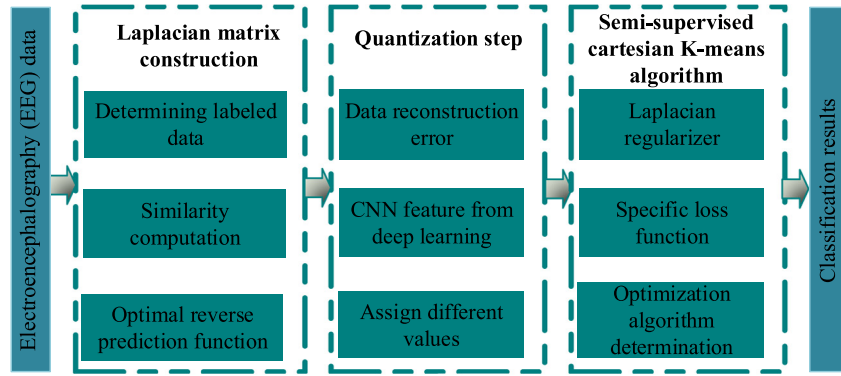 Electroencephalography (EEG) data
Laplacian matrix
construction
Determining labeled
data
Similarity
computation
Optimal reverse
prediction function
Quantization step
Data reconstruction
error
CNN feature from
deep learning
Assign different
values
Semi-supervised
cartesian K-means
algorithm
Laplacian
regularizer
Specific loss
function
Optimization
algorithm
determination
Classification results